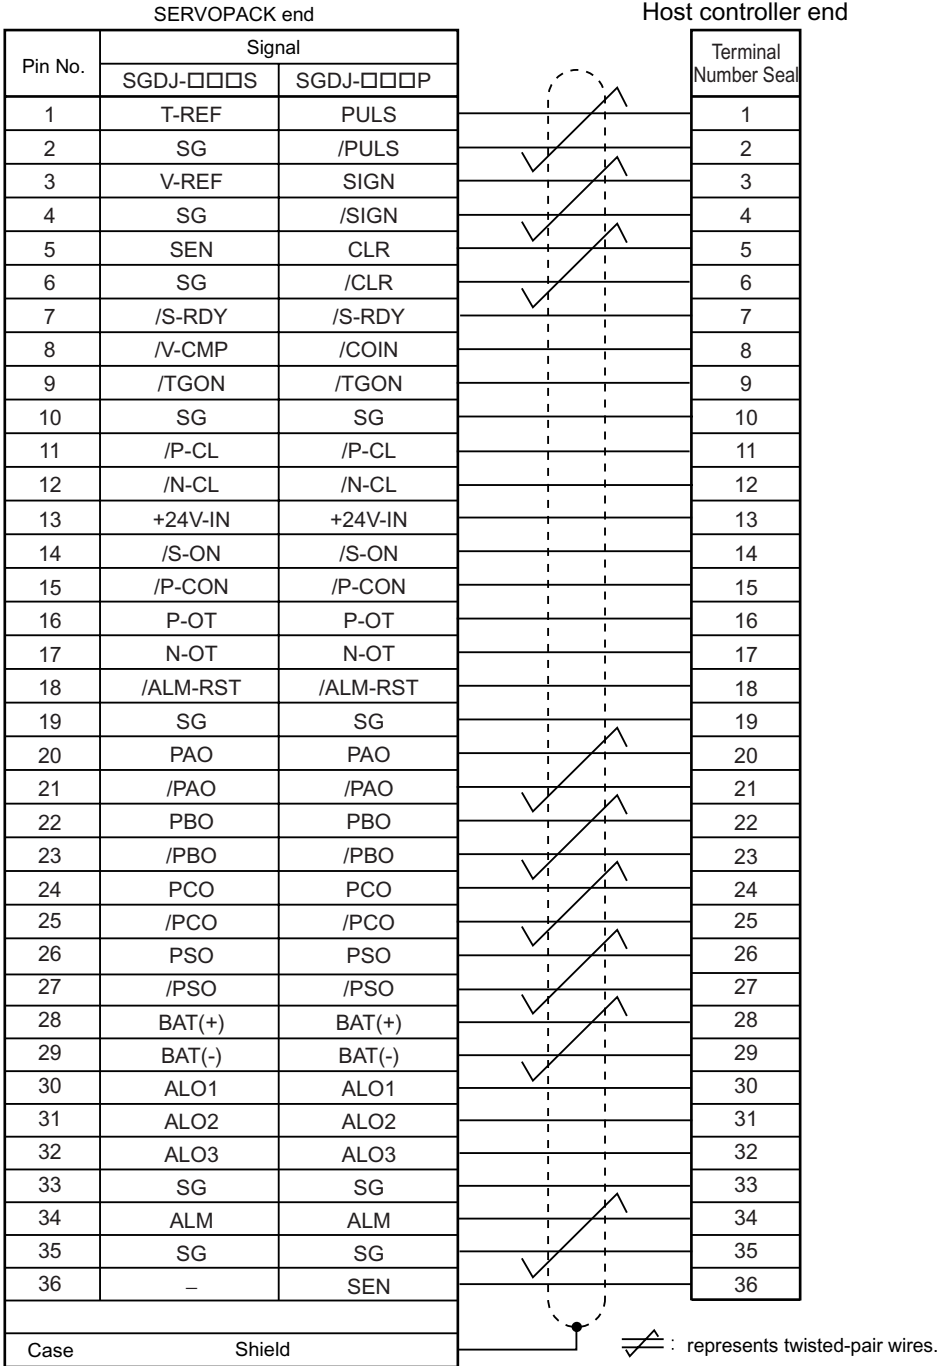 SERVOPACK end
Host controller end
Pin No. Signal Terminal Number Seal
SGDJ-□□□S SGDJ-□□□P
1 T-REF PULS 1
2 SG /PULS 2
3 V-REF SIGN 3
4 SG /SIGN 4
5 SEN CLR 5
6 SG /CLR 6
7 /S-RDY /S-RDY 7
8 /V-CMP /COIN 8
9 /TGON /TGON 9
10 SG SG 10
11 /P-CL /P-CL 11
12 /N-CL /N-CL 12
13 +24V-IN +24V-IN 13
14 /S-ON /S-ON 14
15 /P-CON /P-CON 15
16 P-OT P-OT 16
17 N-OT N-OT 17
18 /ALM-RST /ALM-RST 18
19 SG SG 19
20 PAO PAO 20
21 /PAO /PAO 21
22 PBO PBO 22
23 /PBO /PBO 23
24 PCO PCO 24
25 /PCO /PCO 25
26 PSO PSO 26
27 /PSO /PSO 27
28 BAT(+) BAT(+) 28
29 BAT(-) BAT(-) 29
30 ALO1 ALO1 30
31 ALO2 ALO2 31
32 ALO3 ALO3 32
33 SG SG 33
34 ALM ALM 34
35 SG SG 35
36 – SEN 36
Case Shield
: represents twisted-pair wires.